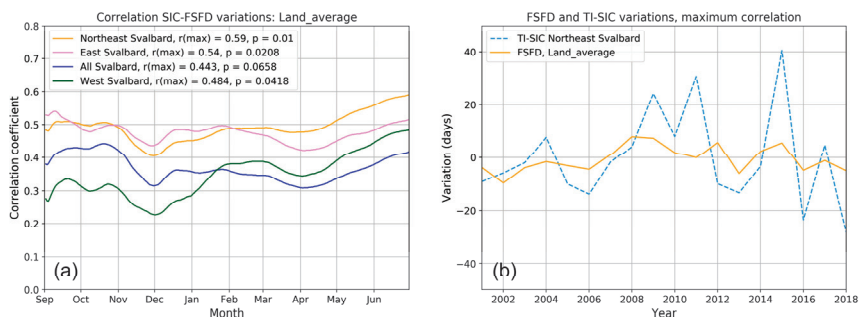 Correlation SIC-FSFD variations: Land_average
0.8
0.7
0.6
0.5
0.4
0.3
0.2
0.1
0.0
Correlation coefficient
Northeast Svalbard, r(max) = 0.59, p = 0.01
East Svalbard, r(max) = 0.54, p = 0.0208
All Svalbard, r(max) = 0.443, p = 0.0658
West Svalbard, r(max) = 0.484, p = 0.0418
(a)
Sep Oct Nov Dec Jan Feb Mar Apr May Jun
Month
FSFD and TI-SIC variations, maximum correlation
40
20
0
−20
−40
Variation (days)
TI-SIC Northeast Svalbard
FSFD, Land_average
(b)
2002 2004 2006 2008 2010 2012 2014 2016 2018
Year